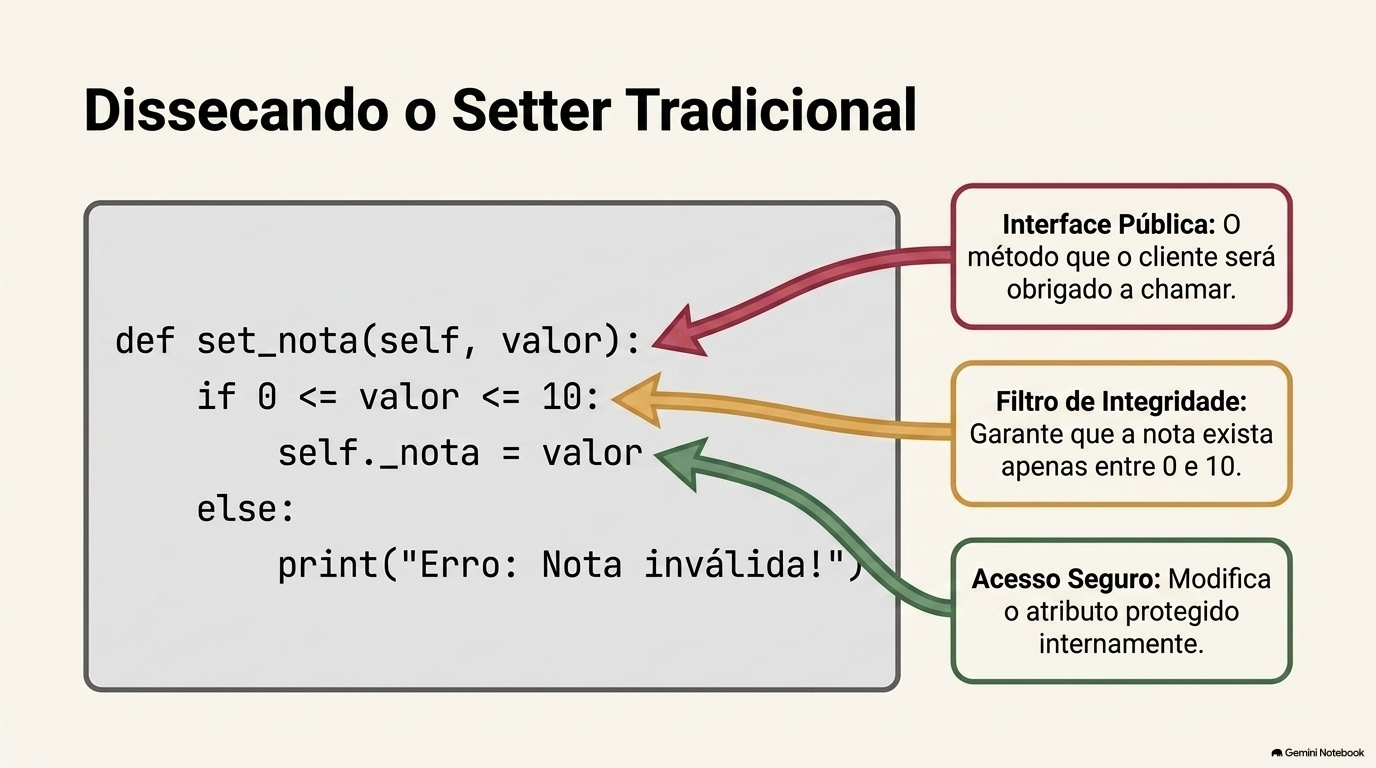 Dissecando o Setter Tradicional
def set_nota(self, valor):
    if 0 <= valor <= 10:
        self._nota = valor
    else:
        print("Erro: Nota inválida!")
Interface Pública: O
método que o cliente será
obrigado a chamar.
Filtro de Integridade:
Garante que a nota exista
apenas entre 0 e 10.
Acesso Seguro: Modifica
o atributo protegido
internamente.
Gemini Notebook